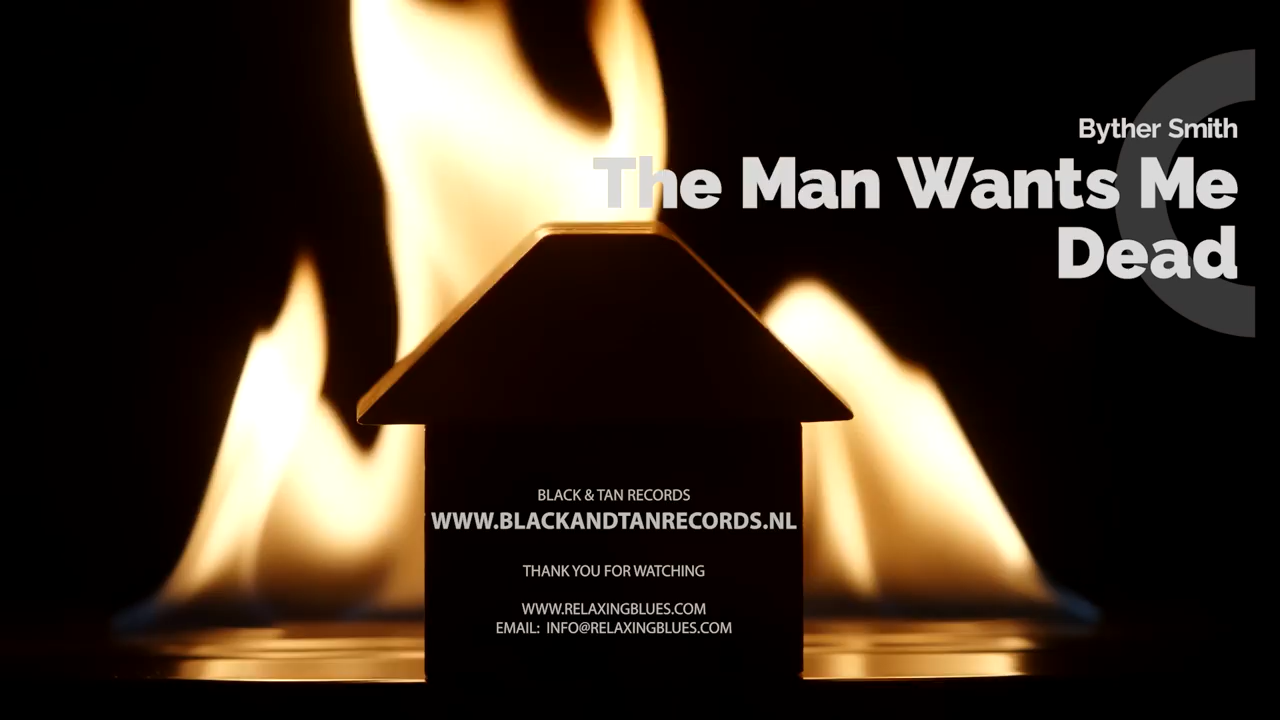 Byther Smith
The Man Wants Me
Dead
BLACK & TAN RECORDS
WWW.BLACKANDTANRECORDS.NL
THANK YOU FOR WATCHING
WWW.RELAXINGBLUES.COM
EMAIL: INFO@RELAXINGBLUES.COM